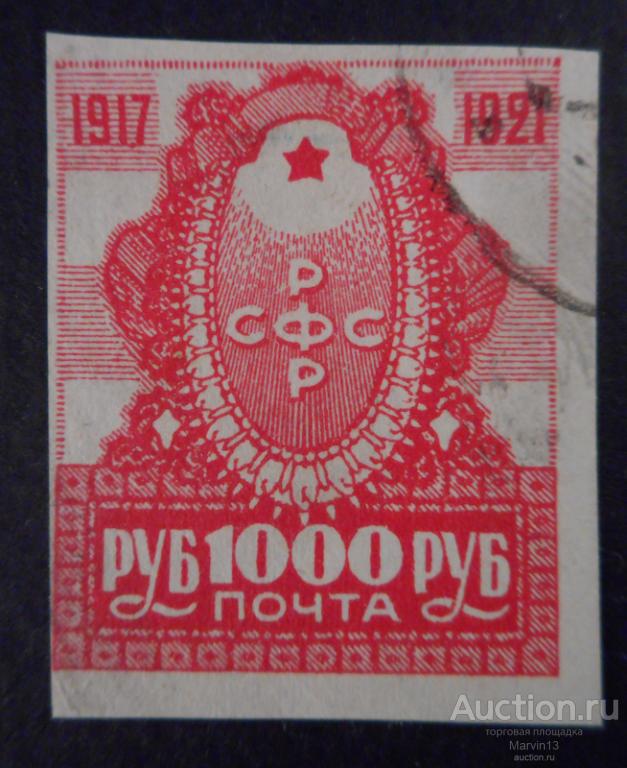 1917 1921
Р
СФС
Р
РУБ 1000 РУБ
ПОЧТА
Auction.ru
торговая площадка
Marvin13
auction.ru